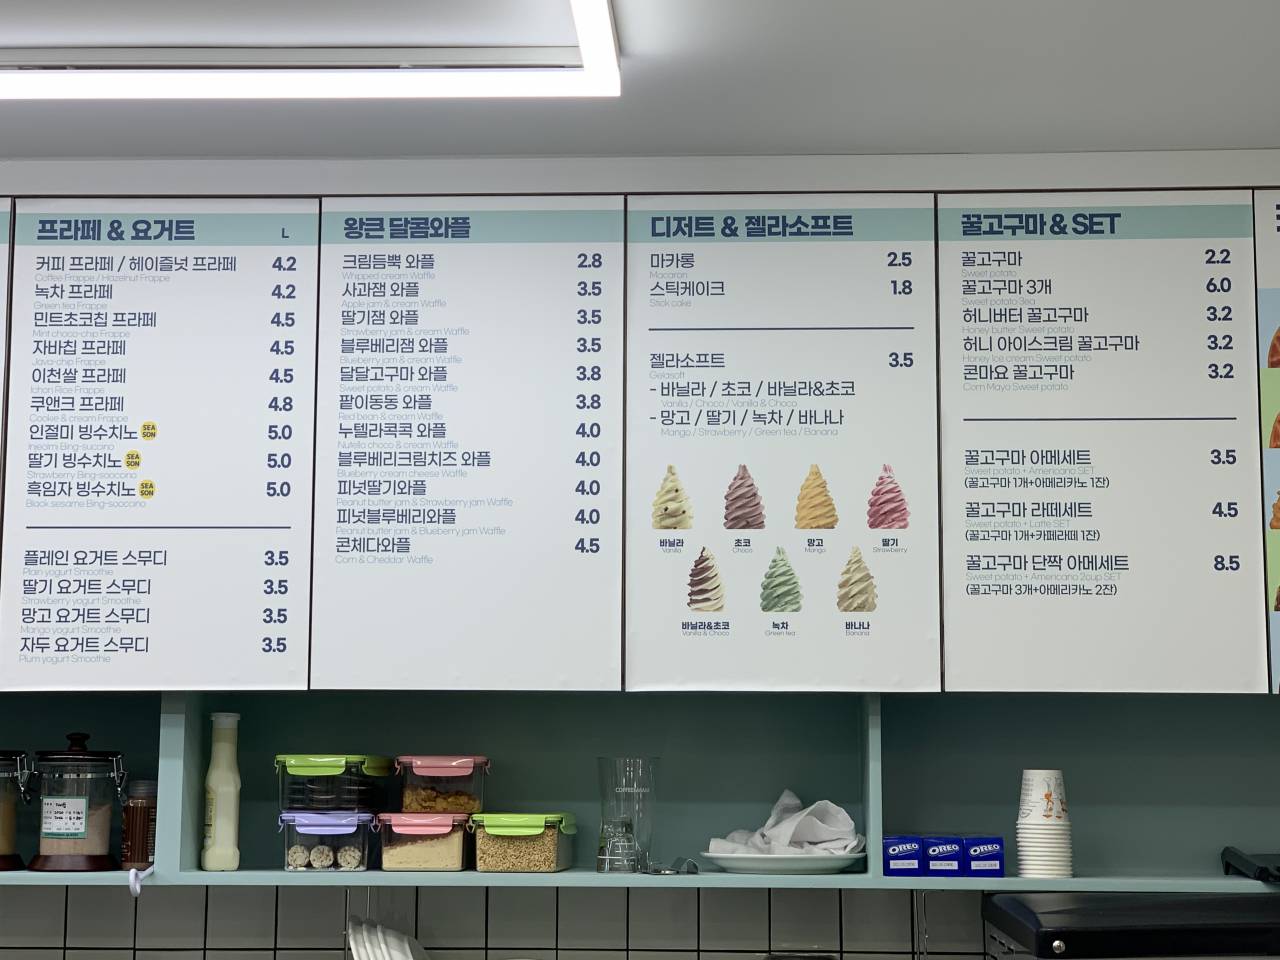 프라페 & 요거트 L
커피 프라페 / 헤이즐넛 프라페 4.2
Coffee Frappe / Hazelnut Frappe
녹차 프라페 4.2
Green tea Frappe
민트초코칩 프라페 4.5
Mint choco-chip Frappe
자바칩 프라페 4.5
Java-chip Frappe
이천쌀 프라페 4.5
Ichon Rice Frappe
쿠앤크 프라페 4.8
Cookie & cream Frappe
인절미 빙수치노 SEASON 5.0
Injeolmi Bing-succino
딸기 빙수치노 SEASON 5.0
Strawberry Bing-sooccino
흑임자 빙수치노 SEASON 5.0
Black sesame Bing-sooccino
플레인 요거트 스무디 3.5
Plain yogurt Smoothie
딸기 요거트 스무디 3.5
Strawberry yogurt Smoothie
망고 요거트 스무디 3.5
Mango yogurt Smoothie
자두 요거트 스무디 3.5
Plum yogurt Smoothie
왕큰 달콤와플
크림듬뿍 와플 2.8
Whipped cream Waffle
사과잼 와플 3.5
Apple jam & cream Waffle
딸기잼 와플 3.5
Strawberry jam & cream Waffle
블루베리잼 와플 3.5
Blueberry jam & cream Waffle
달달고구마 와플 3.8
Sweet potato & cream Waffle
팥이동동 와플 3.8
Red bean & cream Waffle
누텔라콕콕 와플 4.0
Nutella choco & cream Waffle
블루베리크림치즈 와플 4.0
Blueberry cream cheese Waffle
피넛딸기와플 4.0
Peanut butter jam & Strawberry jam Waffle
피넛블루베리와플 4.0
Peanut butter jam & Blueberry jam Waffle
콘체다와플 4.5
Corn & Cheddar Waffle
디저트 & 젤라소프트
마카롱 2.5
Macaron
스틱케이크 1.8
Stick cake
젤라소프트 3.5
Gelasoft
- 바닐라 / 초코 / 바닐라&초코
Vanilla / Choco / Vanilla & Choco
- 망고 / 딸기 / 녹차 / 바나나
Mango / Strawberry / Green tea / Banana
바닐라 초코 망고 딸기
Vanilla Choco Mango Strawberry
바닐라&초코 녹차 바나나
Vanilla & Choco Green tea Banana
꿀고구마 & SET
꿀고구마 2.2
Sweet potato
꿀고구마 3개 6.0
Sweet potato 3ea
허니버터 꿀고구마 3.2
Honey butter Sweet potato
허니 아이스크림 꿀고구마 3.2
Honey Ice cream Sweet potato
콘마요 꿀고구마 3.2
Corn Mayo Sweet potato
꿀고구마 아메세트 3.5
Sweet potato + Americano SET
(꿀고구마 1개+아메리카노 1잔)
꿀고구마 라떼세트 4.5
Sweet potato + Latte SET
(꿀고구마 1개+카페라떼 1잔)
꿀고구마 단짝 아메세트 8.5
Sweet potato + Americano 2cup SET
(꿀고구마 3개+아메리카노 2잔)
OREO OREO OREO